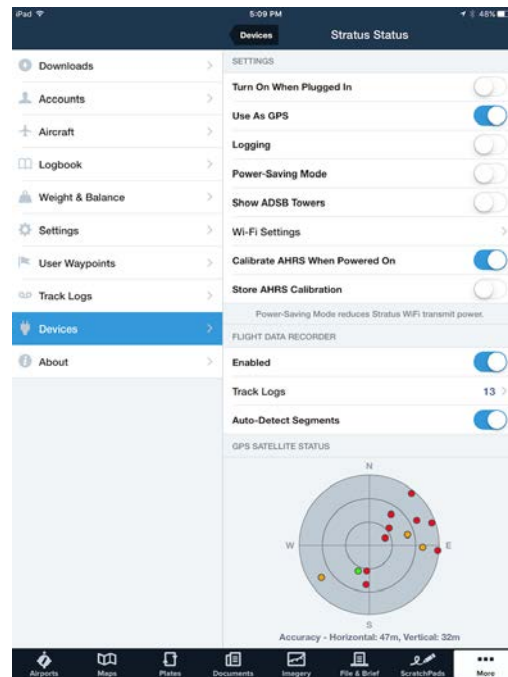 iPad 5:09 PM 48%
Devices Stratus Status
Downloads
Accounts
Aircraft
Logbook
Weight & Balance
Settings
User Waypoints
Track Logs
Devices
About
SETTINGS
Turn On When Plugged In
Use As GPS
Logging
Power-Saving Mode
Show ADSB Towers
Wi-Fi Settings
Calibrate AHRS When Powered On
Store AHRS Calibration
Power-Saving Mode reduces Stratus WiFi transmit power.
FLIGHT DATA RECORDER
Enabled
Track Logs 13
Auto-Detect Segments
GPS SATELLITE STATUS
N
W E
S
Accuracy - Horizontal: 47m, Vertical: 32m
Airports Maps Plates Documents Imagery File & Brief ScratchPads More